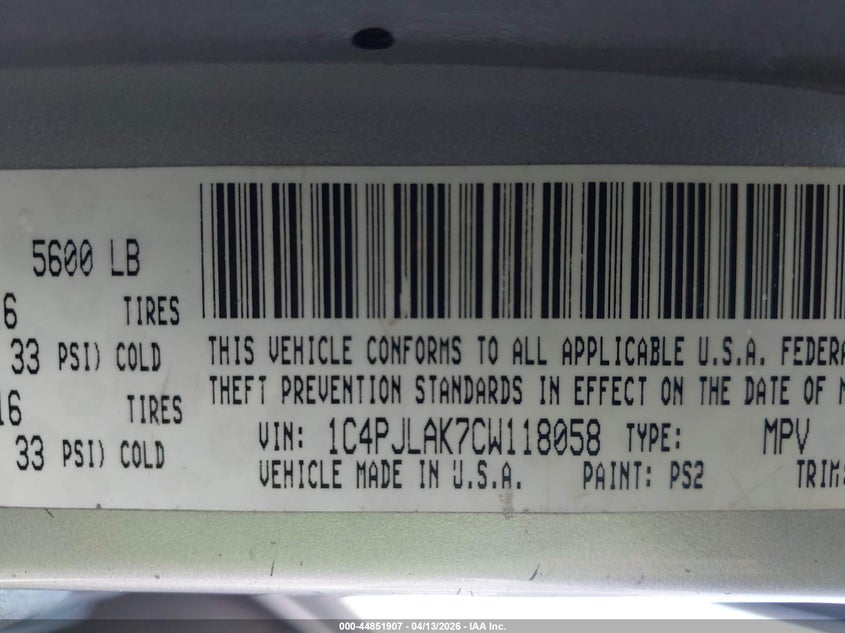 5600 LB
6 TIRES
33 PSI) COLD
16 TIRES
33 PSI) COLD
THIS VEHICLE CONFORMS TO ALL APPLICABLE U.S.A. FEDERA
THEFT PREVENTION STANDARDS IN EFFECT ON THE DATE OF M
VIN: 1C4PJLAK7CW118058 TYPE: MPV
VEHICLE MADE IN U.S.A. PAINT: PS2 TRIM:
000-44851907 - 04/13/2026 - IAA Inc.